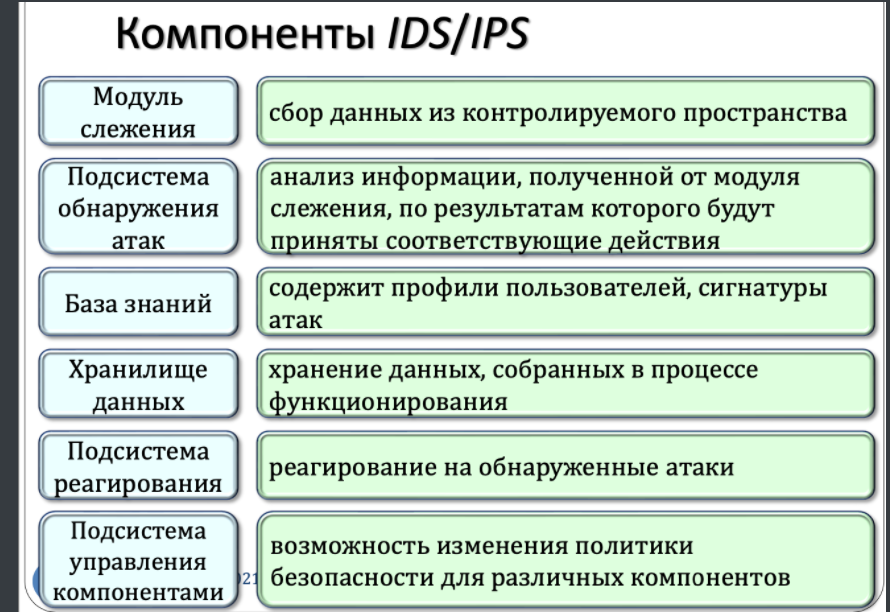 Компоненты IDS/IPS
Модуль
слежения
сбор данных из контролируемого пространства
Подсистема
обнаружения
атак
анализ информации, полученной от модуля
слежения, по результатам которого будут
приняты соответствующие действия
База знаний
содержит профили пользователей, сигнатуры
атак
Хранилище
данных
хранение данных, собранных в процессе
функционирования
Подсистема
реагирования
реагирование на обнаруженные атаки
Подсистема
управления
компонентами
021
возможность изменения политики
безопасности для различных компонентов